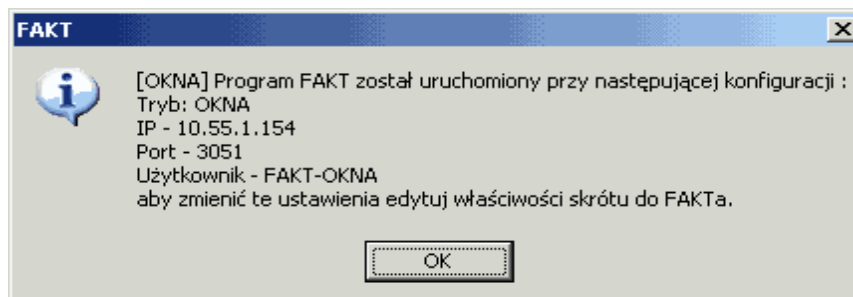 FAKT
[OKNA] Program FAKT został uruchomiony przy następującej konfiguracji :
Tryb: OKNA
IP - 10.55.1.154
Port - 3051
Użytkownik - FAKT-OKNA
aby zmienić te ustawienia edytuj właściwości skrótu do FAKTa.
OK